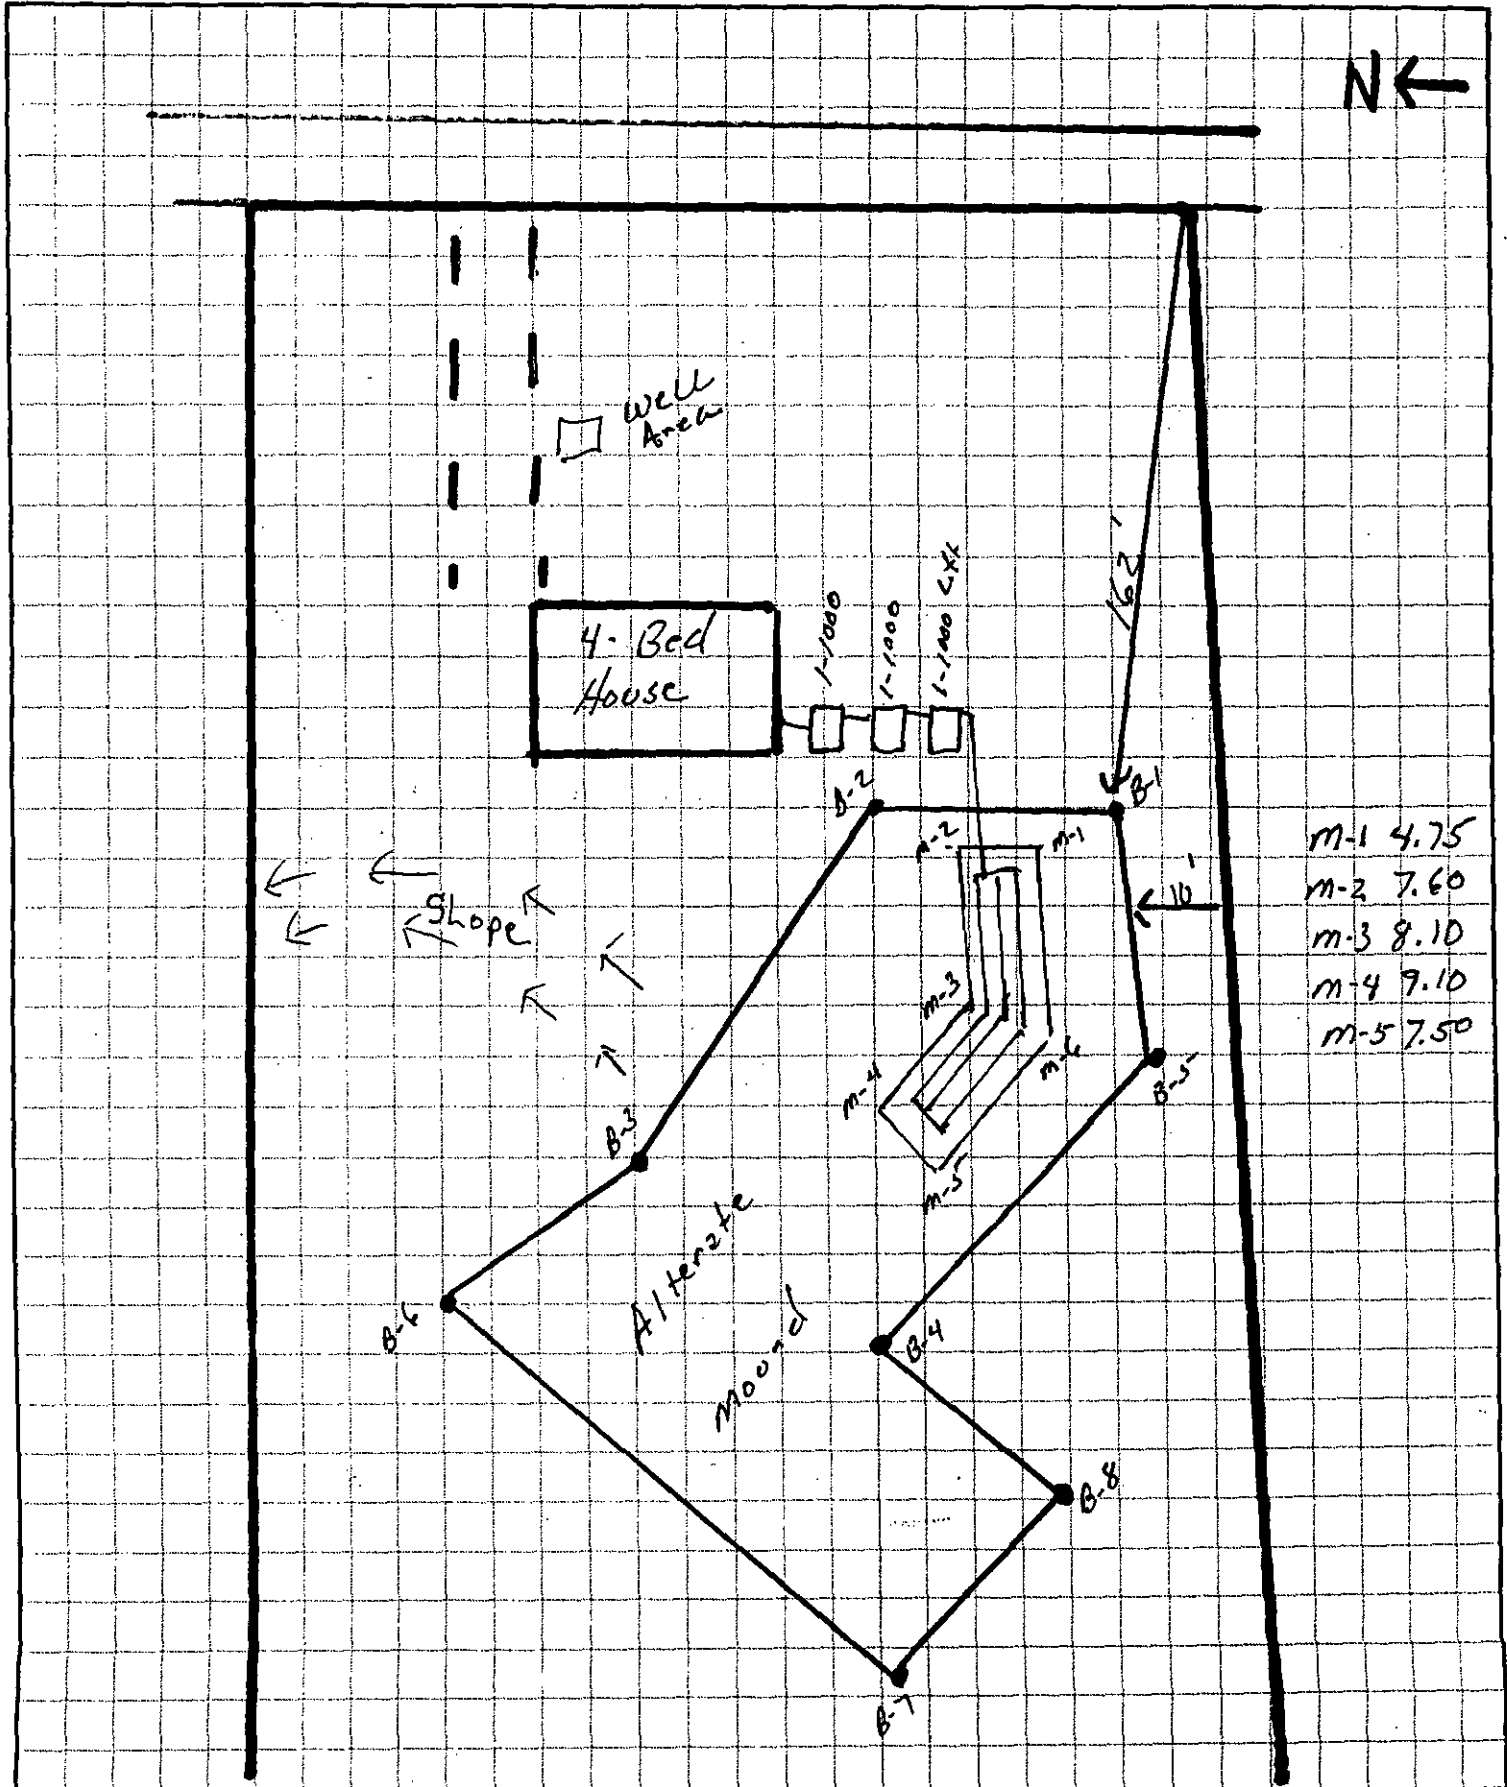 N
Well
Area
162'
1-1000
1-1000
1-1000 Lift
4-Bed
House
B-2
B-1
m-2
m-1
m-1 4.75
m-2 7.60
m-3 8.10
m-4 9.10
m-5 7.50
10'
Slope
m-3
m-4
m-6
B-5
B-3
m-5
Alternate
mound
B-6
B-4
B-8
B-7